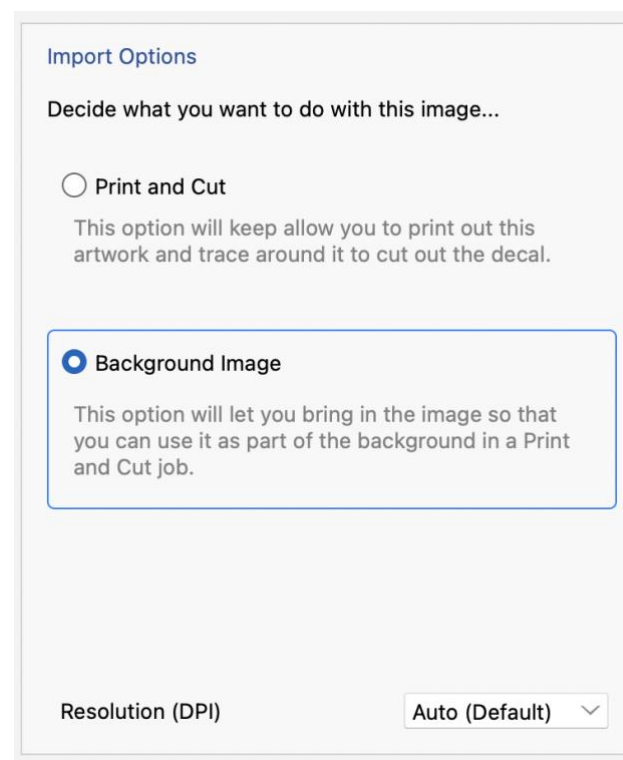 Import Options
Decide what you want to do with this image...
Print and Cut
This option will keep allow you to print out this
artwork and trace around it to cut out the decal.
Background Image
This option will let you bring in the image so that
you can use it as part of the background in a Print
and Cut job.
Resolution (DPI) Auto (Default)